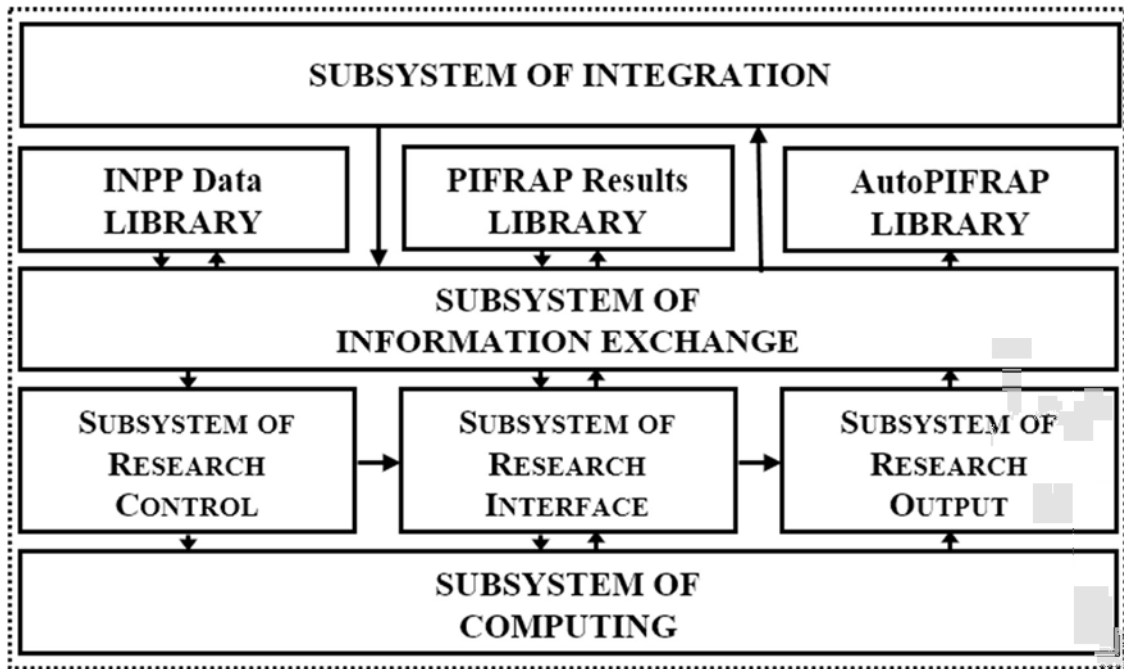 SUBSYSTEM OF INTEGRATION
INPP Data
LIBRARY
PIFRAP Results
LIBRARY
AutoPIFRAP
LIBRARY
SUBSYSTEM OF
INFORMATION EXCHANGE
SUBSYSTEM OF
RESEARCH
CONTROL
SUBSYSTEM OF
RESEARCH
INTERFACE
SUBSYSTEM OF
RESEARCH
OUTPUT
SUBSYSTEM OF
COMPUTING